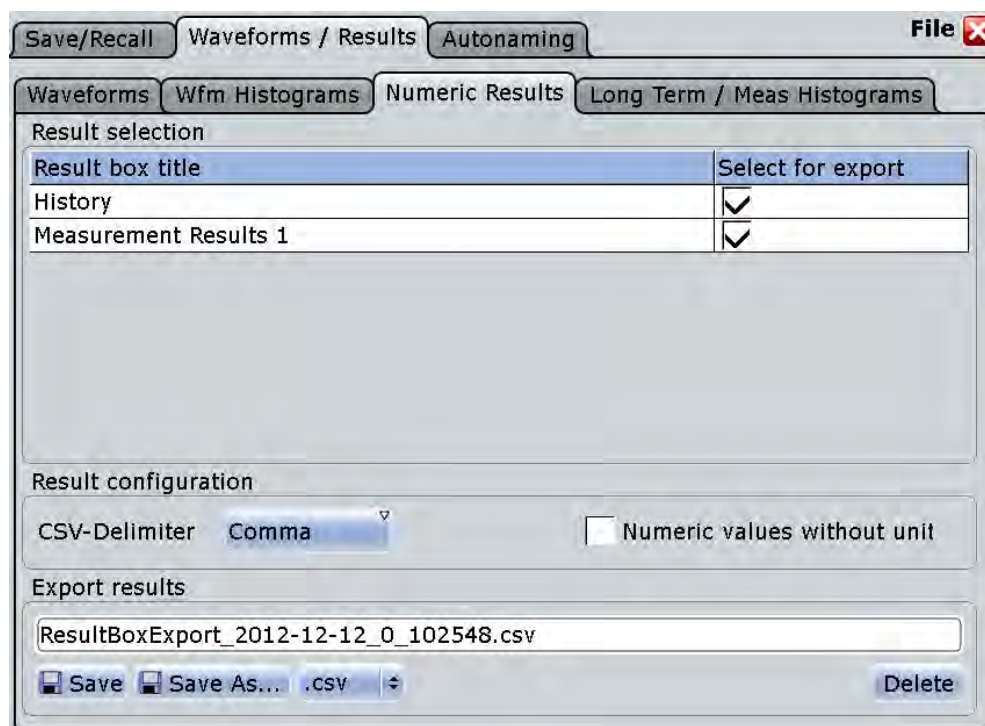 Save/Recall Waveforms / Results Autonaming File
Waveforms Wfm Histograms Numeric Results Long Term / Meas Histograms
Result selection
Result box title Select for export
History
Measurement Results 1
Result configuration
CSV-Delimiter Comma Numeric values without unit
Export results
ResultBoxExport_2012-12-12_0_102548.csv
Save Save As... .csv Delete